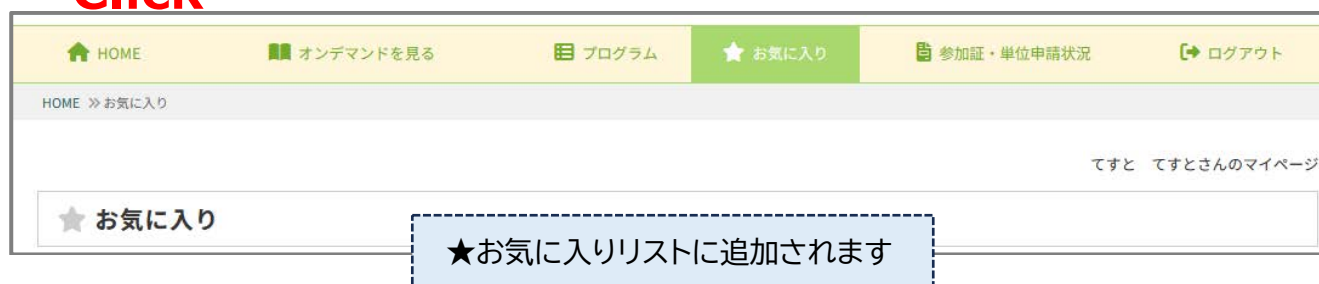 Click
HOME オンデマンドを見る プログラム お気に入り 参加証・単位申請状況 ログアウト
HOME ≫ お気に入り
てすと てすとさんのマイページ
お気に入り
★お気に入りリストに追加されます